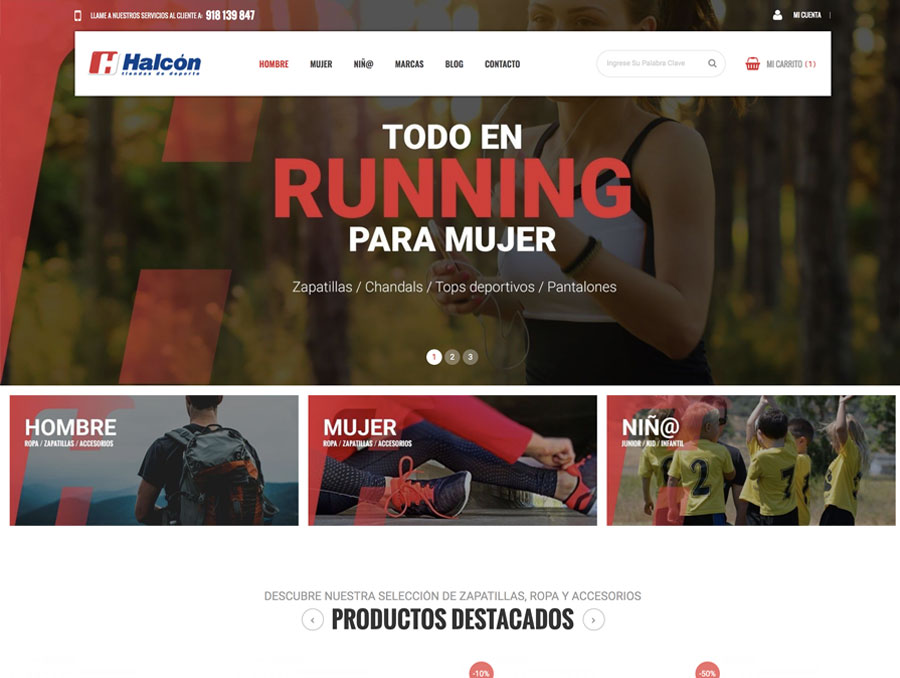 LLAME A NUESTROS SERVICIOS AL CLIENTE A: 918 139 847
MI CUENTA
Halcón
tiendas de deporte
HOMBRE MUJER NIÑ@ MARCAS BLOG CONTACTO
Ingrese Su Palabra Clave
MI CARRITO (1)
TODO EN
RUNNING
PARA MUJER
Zapatillas / Chandals / Tops deportivos / Pantalones
1 2 3
HOMBRE
ROPA / ZAPATILLAS / ACCESORIOS
MUJER
ROPA / ZAPATILLAS / ACCESORIOS
NIÑ@
JUNIOR / KID / INFANTIL
2 7 3
DESCUBRE NUESTRA SELECCIÓN DE ZAPATILLAS, ROPA Y ACCESORIOS
PRODUCTOS DESTACADOS
-10% -50%